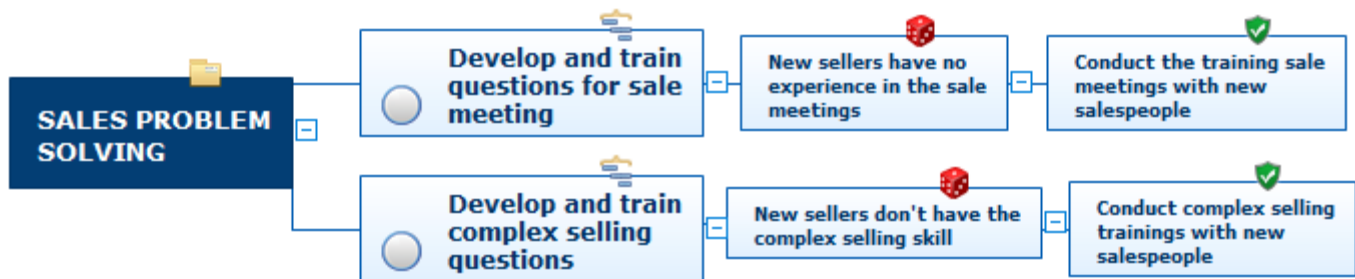 SALES PROBLEM
SOLVING
Develop and train
questions for sale
meeting
New sellers have no
experience in the sale
meetings
Conduct the training sale
meetings with new
salespeople
Develop and train
complex selling
questions
New sellers don't have the
complex selling skill
Conduct complex selling
trainings with new
salespeople